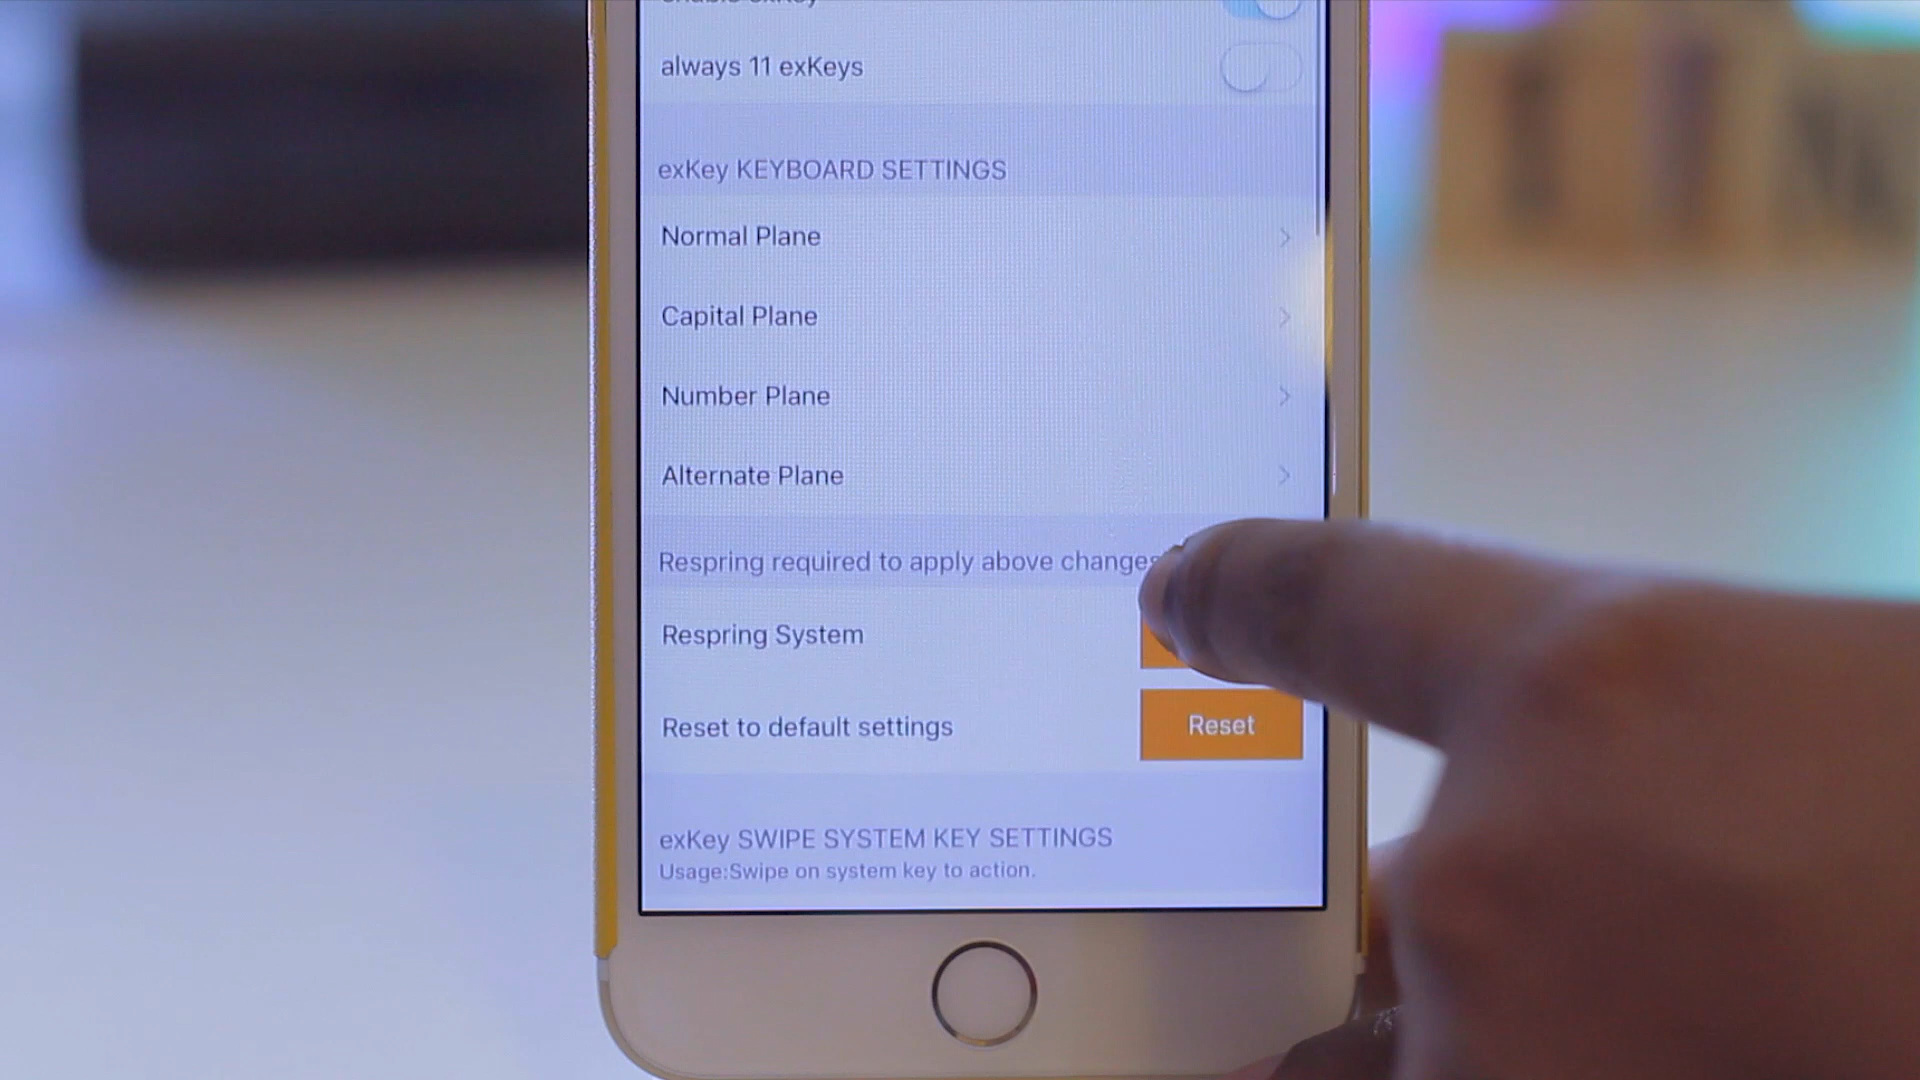 enable exKey
always 11 exKeys
exKey KEYBOARD SETTINGS
Normal Plane
Capital Plane
Number Plane
Alternate Plane
Respring required to apply above changes
Respring System
Reset to default settings
Reset
exKey SWIPE SYSTEM KEY SETTINGS
Usage:Swipe on system key to action.